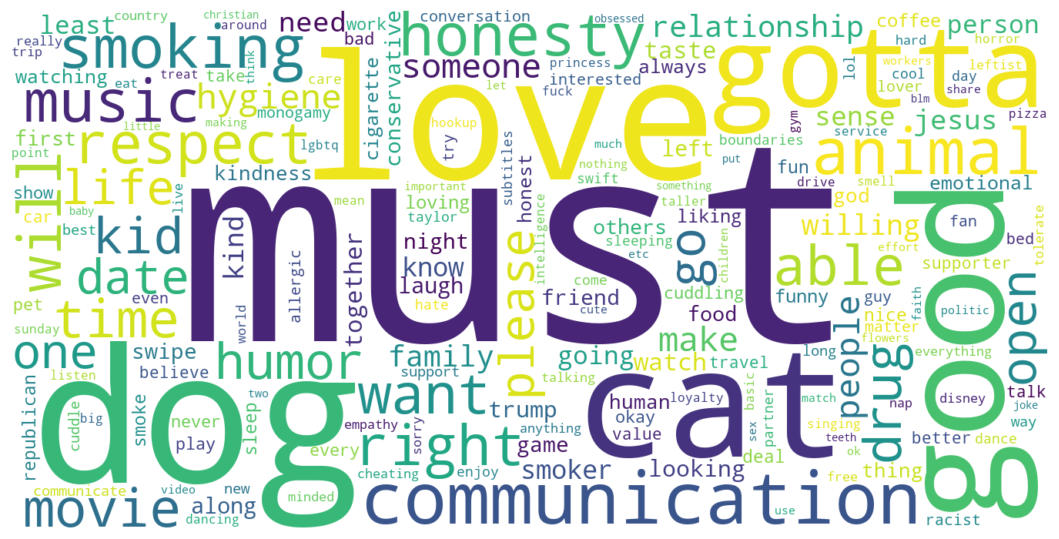 least
country
christian
around
need
work
conservative
conversation
honesty
obsessed
relationship
coffee
person
really
trip
smoking
bad
someone
princess
interested
taste
always
lol
gotta
hard
workers
horror
leftist
watching
eat
treat
take
think
care
love
let
fuck
cool
day
lover
share
blm
pizza
music
hygiene
monogamy
cigarette
hookup
try
gym
boundaries
sense
jesus
first
little
making
lgbtq
left
put
service
point
respect
kindness
subtitles
honest
nothing
much
fun
animal
show
will
life
live
must
important
mean
loving
swift
something
taller
drive
smell
god
emotional
car
baby
best
kid
kind
allergic
together
taylor
night
know
laugh
hate
please
intelligence
others
sleeping
etc
liking
go
children
willing
effort
fan
bed
tolerate
pet
even
date
world
come
cute
friend
cuddling
able
faith
supporter
good
sunday
time
food
funny
guy
nice
matter
flowers
politic
open
one
swipe
believe
humor
family
support
going
talking
make
watch
travel
long
people
drug
everything
republican
listen
dog
cuddle
big
smoke
never
play
two
sleep
want
trump
anything
human
okay
value
loyalty
cat
basic
sex
partner
match
singing
teeth
nap
disney
talk
joke
way
every
empathy
right
sorry
game
deal
ok
better
dance
communicate
video
new
minded
cheating
enjoy
smoker
looking
free
thing
movie
dancing
along
communication
use
racist